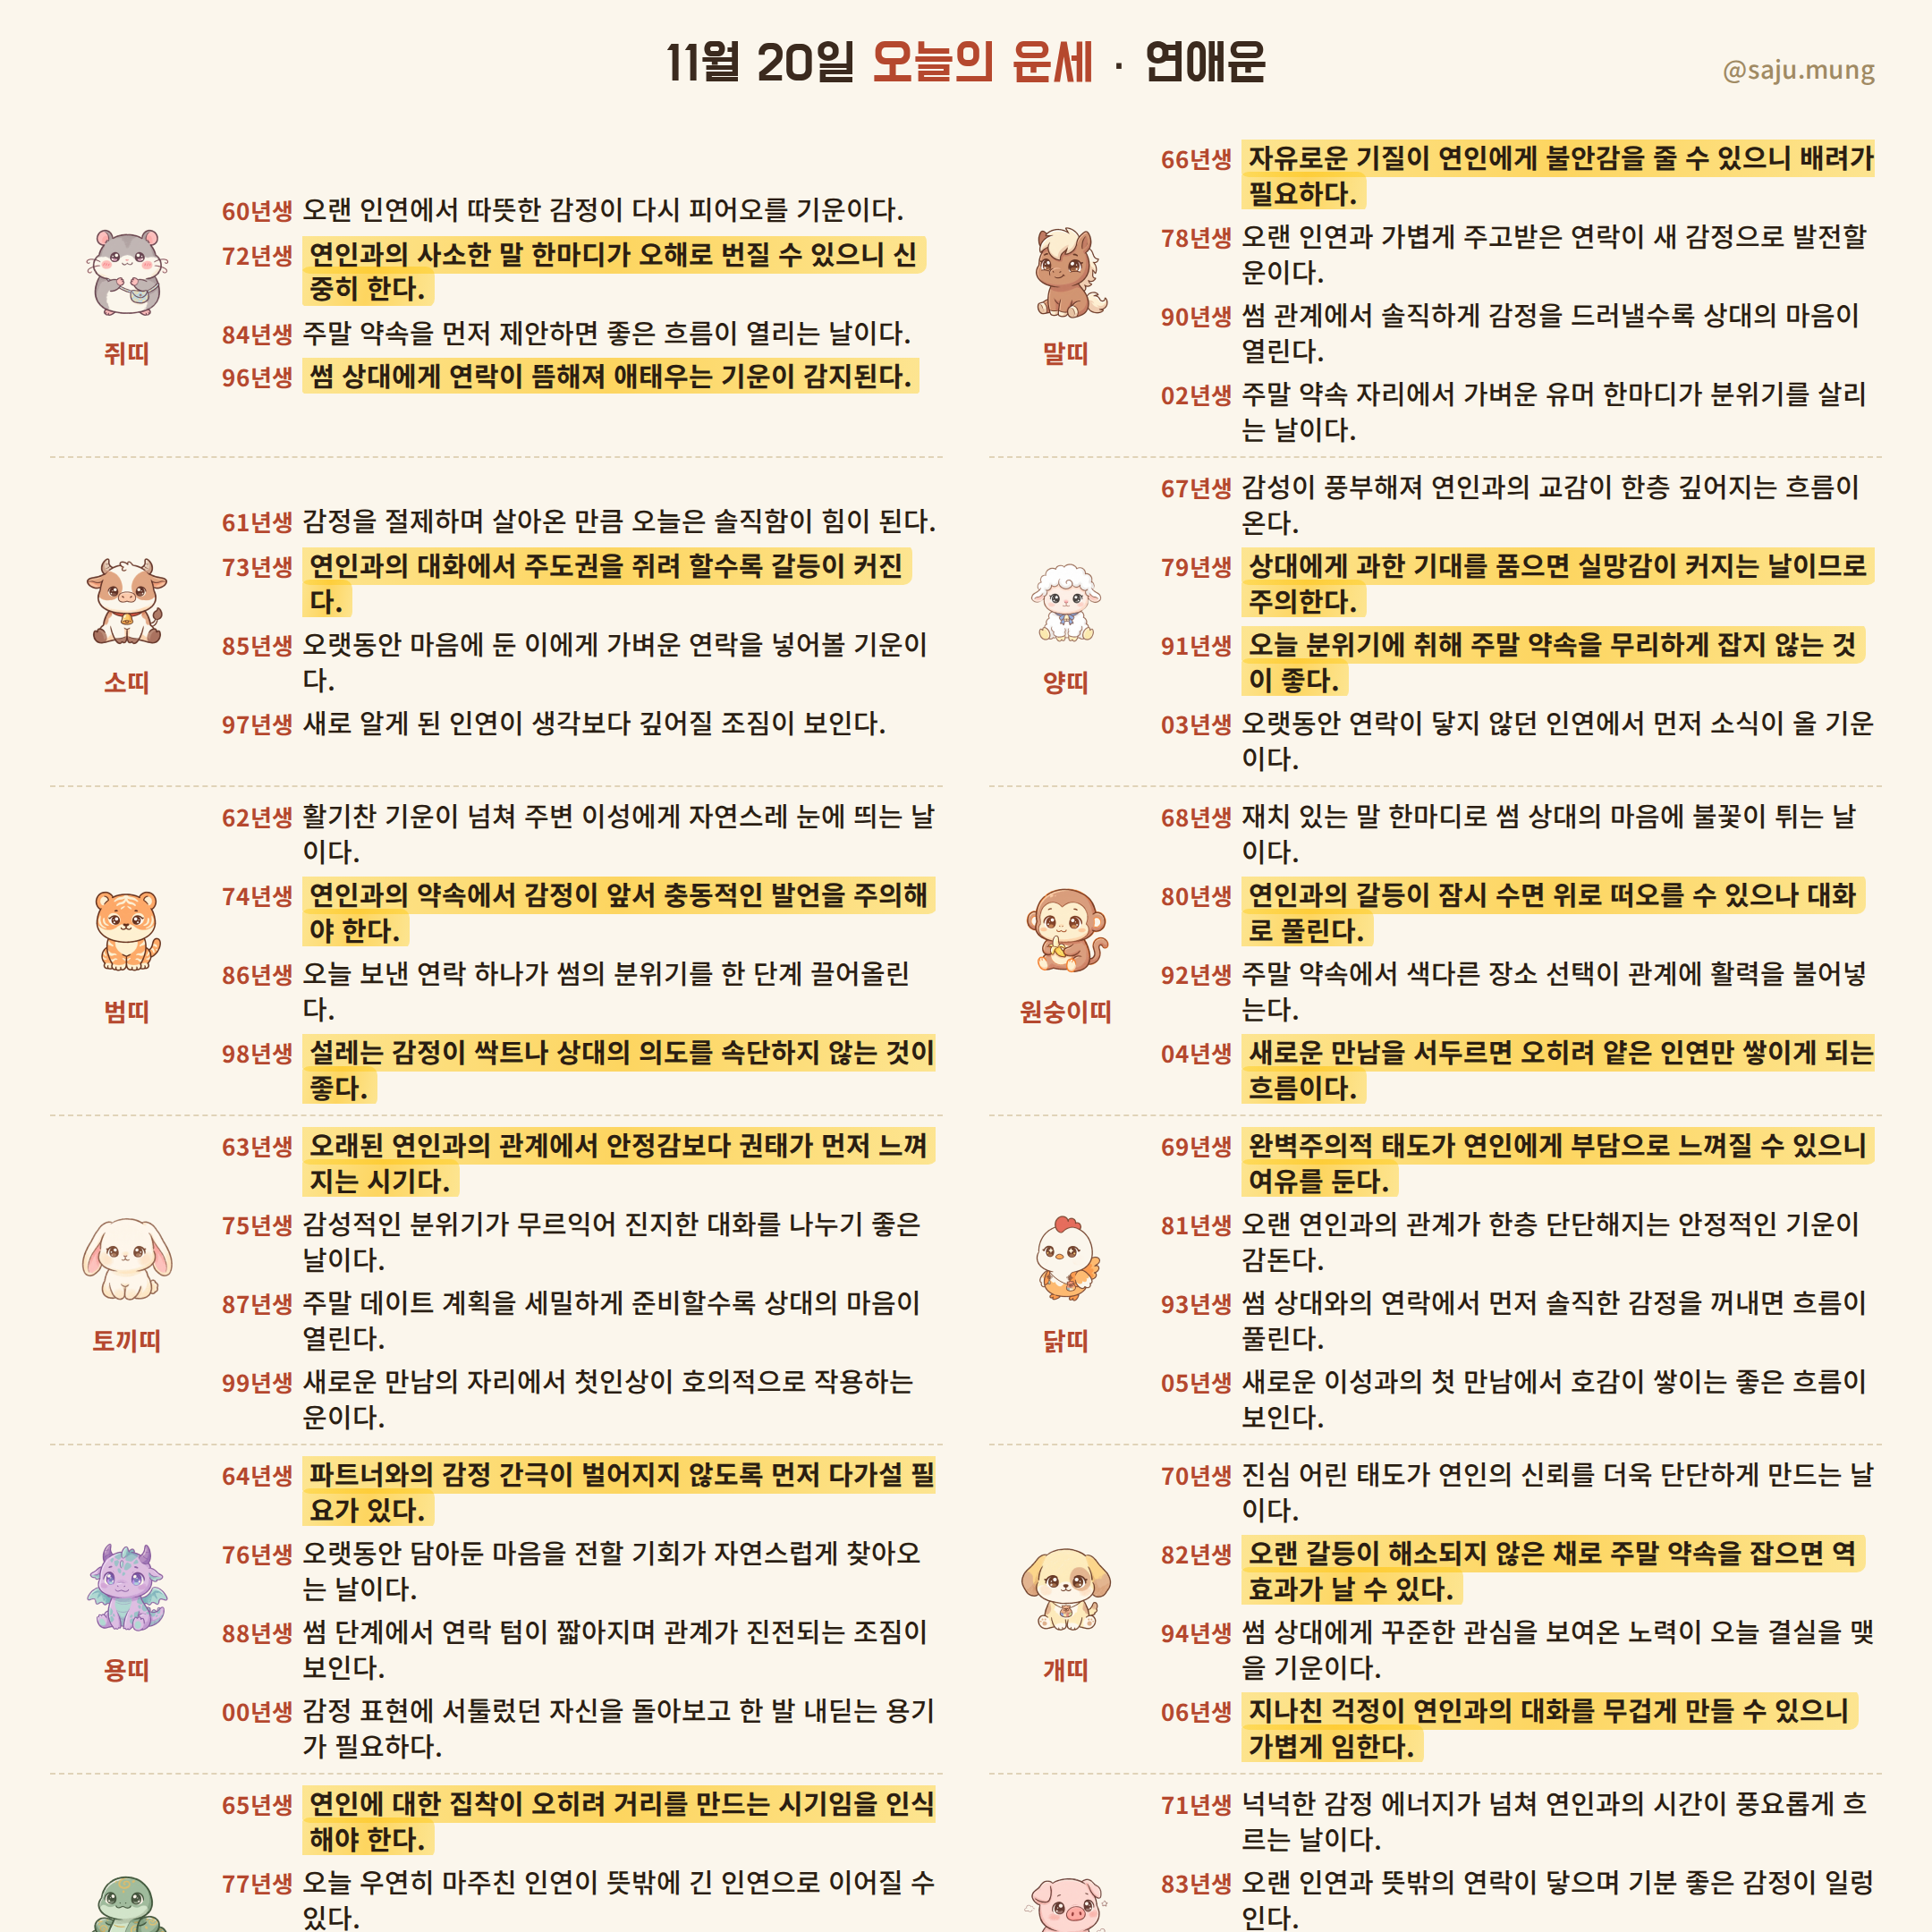 11월 20일 오늘의 운세 · 연애운
@saju.mung
60년생 오랜 인연에서 따뜻한 감정이 다시 피어오를 기운이다.
72년생 연인과의 사소한 말 한마디가 오해로 번질 수 있으니 신
중히 한다.
84년생 주말 약속을 먼저 제안하면 좋은 흐름이 열리는 날이다.
96년생 썸 상대에게 연락이 뜸해져 애태우는 기운이 감지된다.
쥐띠
61년생 감정을 절제하며 살아온 만큼 오늘은 솔직함이 힘이 된다.
73년생 연인과의 대화에서 주도권을 쥐려 할수록 갈등이 커진
다.
85년생 오랫동안 마음에 둔 이에게 가벼운 연락을 넣어볼 기운이
다.
97년생 새로 알게 된 인연이 생각보다 깊어질 조짐이 보인다.
소띠
62년생 활기찬 기운이 넘쳐 주변 이성에게 자연스레 눈에 띄는 날
이다.
74년생 연인과의 약속에서 감정이 앞서 충동적인 발언을 주의해
야 한다.
86년생 오늘 보낸 연락 하나가 썸의 분위기를 한 단계 끌어올린
다.
98년생 설레는 감정이 싹트나 상대의 의도를 속단하지 않는 것이
좋다.
범띠
63년생 오래된 연인과의 관계에서 안정감보다 권태가 먼저 느껴
지는 시기다.
75년생 감성적인 분위기가 무르익어 진지한 대화를 나누기 좋은
날이다.
87년생 주말 데이트 계획을 세밀하게 준비할수록 상대의 마음이
열린다.
99년생 새로운 만남의 자리에서 첫인상이 호의적으로 작용하는
운이다.
토끼띠
64년생 파트너와의 감정 간극이 벌어지지 않도록 먼저 다가설 필
요가 있다.
76년생 오랫동안 담아둔 마음을 전할 기회가 자연스럽게 찾아오
는 날이다.
88년생 썸 단계에서 연락 텀이 짧아지며 관계가 진전되는 조짐이
보인다.
00년생 감정 표현에 서툴렀던 자신을 돌아보고 한 발 내딛는 용기
가 필요하다.
용띠
65년생 연인에 대한 집착이 오히려 거리를 만드는 시기임을 인식
해야 한다.
77년생 오늘 우연히 마주친 인연이 뜻밖에 긴 인연으로 이어질 수
있다.
66년생 자유로운 기질이 연인에게 불안감을 줄 수 있으니 배려가
필요하다.
78년생 오랜 인연과 가볍게 주고받은 연락이 새 감정으로 발전할
운이다.
90년생 썸 관계에서 솔직하게 감정을 드러낼수록 상대의 마음이
열린다.
02년생 주말 약속 자리에서 가벼운 유머 한마디가 분위기를 살리
는 날이다.
말띠
67년생 감성이 풍부해져 연인과의 교감이 한층 깊어지는 흐름이
온다.
79년생 상대에게 과한 기대를 품으면 실망감이 커지는 날이므로
주의한다.
91년생 오늘 분위기에 취해 주말 약속을 무리하게 잡지 않는 것
이 좋다.
03년생 오랫동안 연락이 닿지 않던 인연에서 먼저 소식이 올 기운
이다.
양띠
68년생 재치 있는 말 한마디로 썸 상대의 마음에 불꽃이 튀는 날
이다.
80년생 연인과의 갈등이 잠시 수면 위로 떠오를 수 있으나 대화
로 풀린다.
92년생 주말 약속에서 색다른 장소 선택이 관계에 활력을 불어넣
는다.
04년생 새로운 만남을 서두르면 오히려 얕은 인연만 쌓이게 되는
흐름이다.
원숭이띠
69년생 완벽주의적 태도가 연인에게 부담으로 느껴질 수 있으니
여유를 둔다.
81년생 오랜 연인과의 관계가 한층 단단해지는 안정적인 기운이
감돈다.
93년생 썸 상대와의 연락에서 먼저 솔직한 감정을 꺼내면 흐름이
풀린다.
05년생 새로운 이성과의 첫 만남에서 호감이 쌓이는 좋은 흐름이
보인다.
닭띠
70년생 진심 어린 태도가 연인의 신뢰를 더욱 단단하게 만드는 날
이다.
82년생 오랜 갈등이 해소되지 않은 채로 주말 약속을 잡으면 역
효과가 날 수 있다.
94년생 썸 상대에게 꾸준한 관심을 보여온 노력이 오늘 결실을 맺
을 기운이다.
06년생 지나친 걱정이 연인과의 대화를 무겁게 만들 수 있으니
가볍게 임한다.
개띠
71년생 넉넉한 감정 에너지가 넘쳐 연인과의 시간이 풍요롭게 흐
르는 날이다.
83년생 오랜 인연과 뜻밖의 연락이 닿으며 기분 좋은 감정이 일렁
인다.